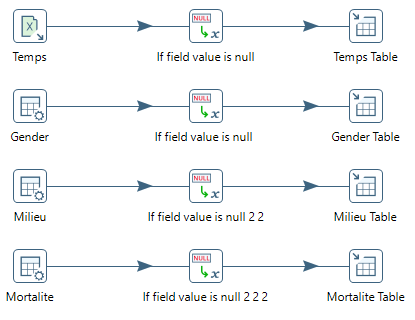 NULL
X
x
Temps
If field value is null
Temps Table
NULL
x
Gender
If field value is null
Gender Table
NULL
x
Milieu
If field value is null 2 2
Milieu Table
NULL
x
Mortalite
If field value is null 2 2 2
Mortalite Table